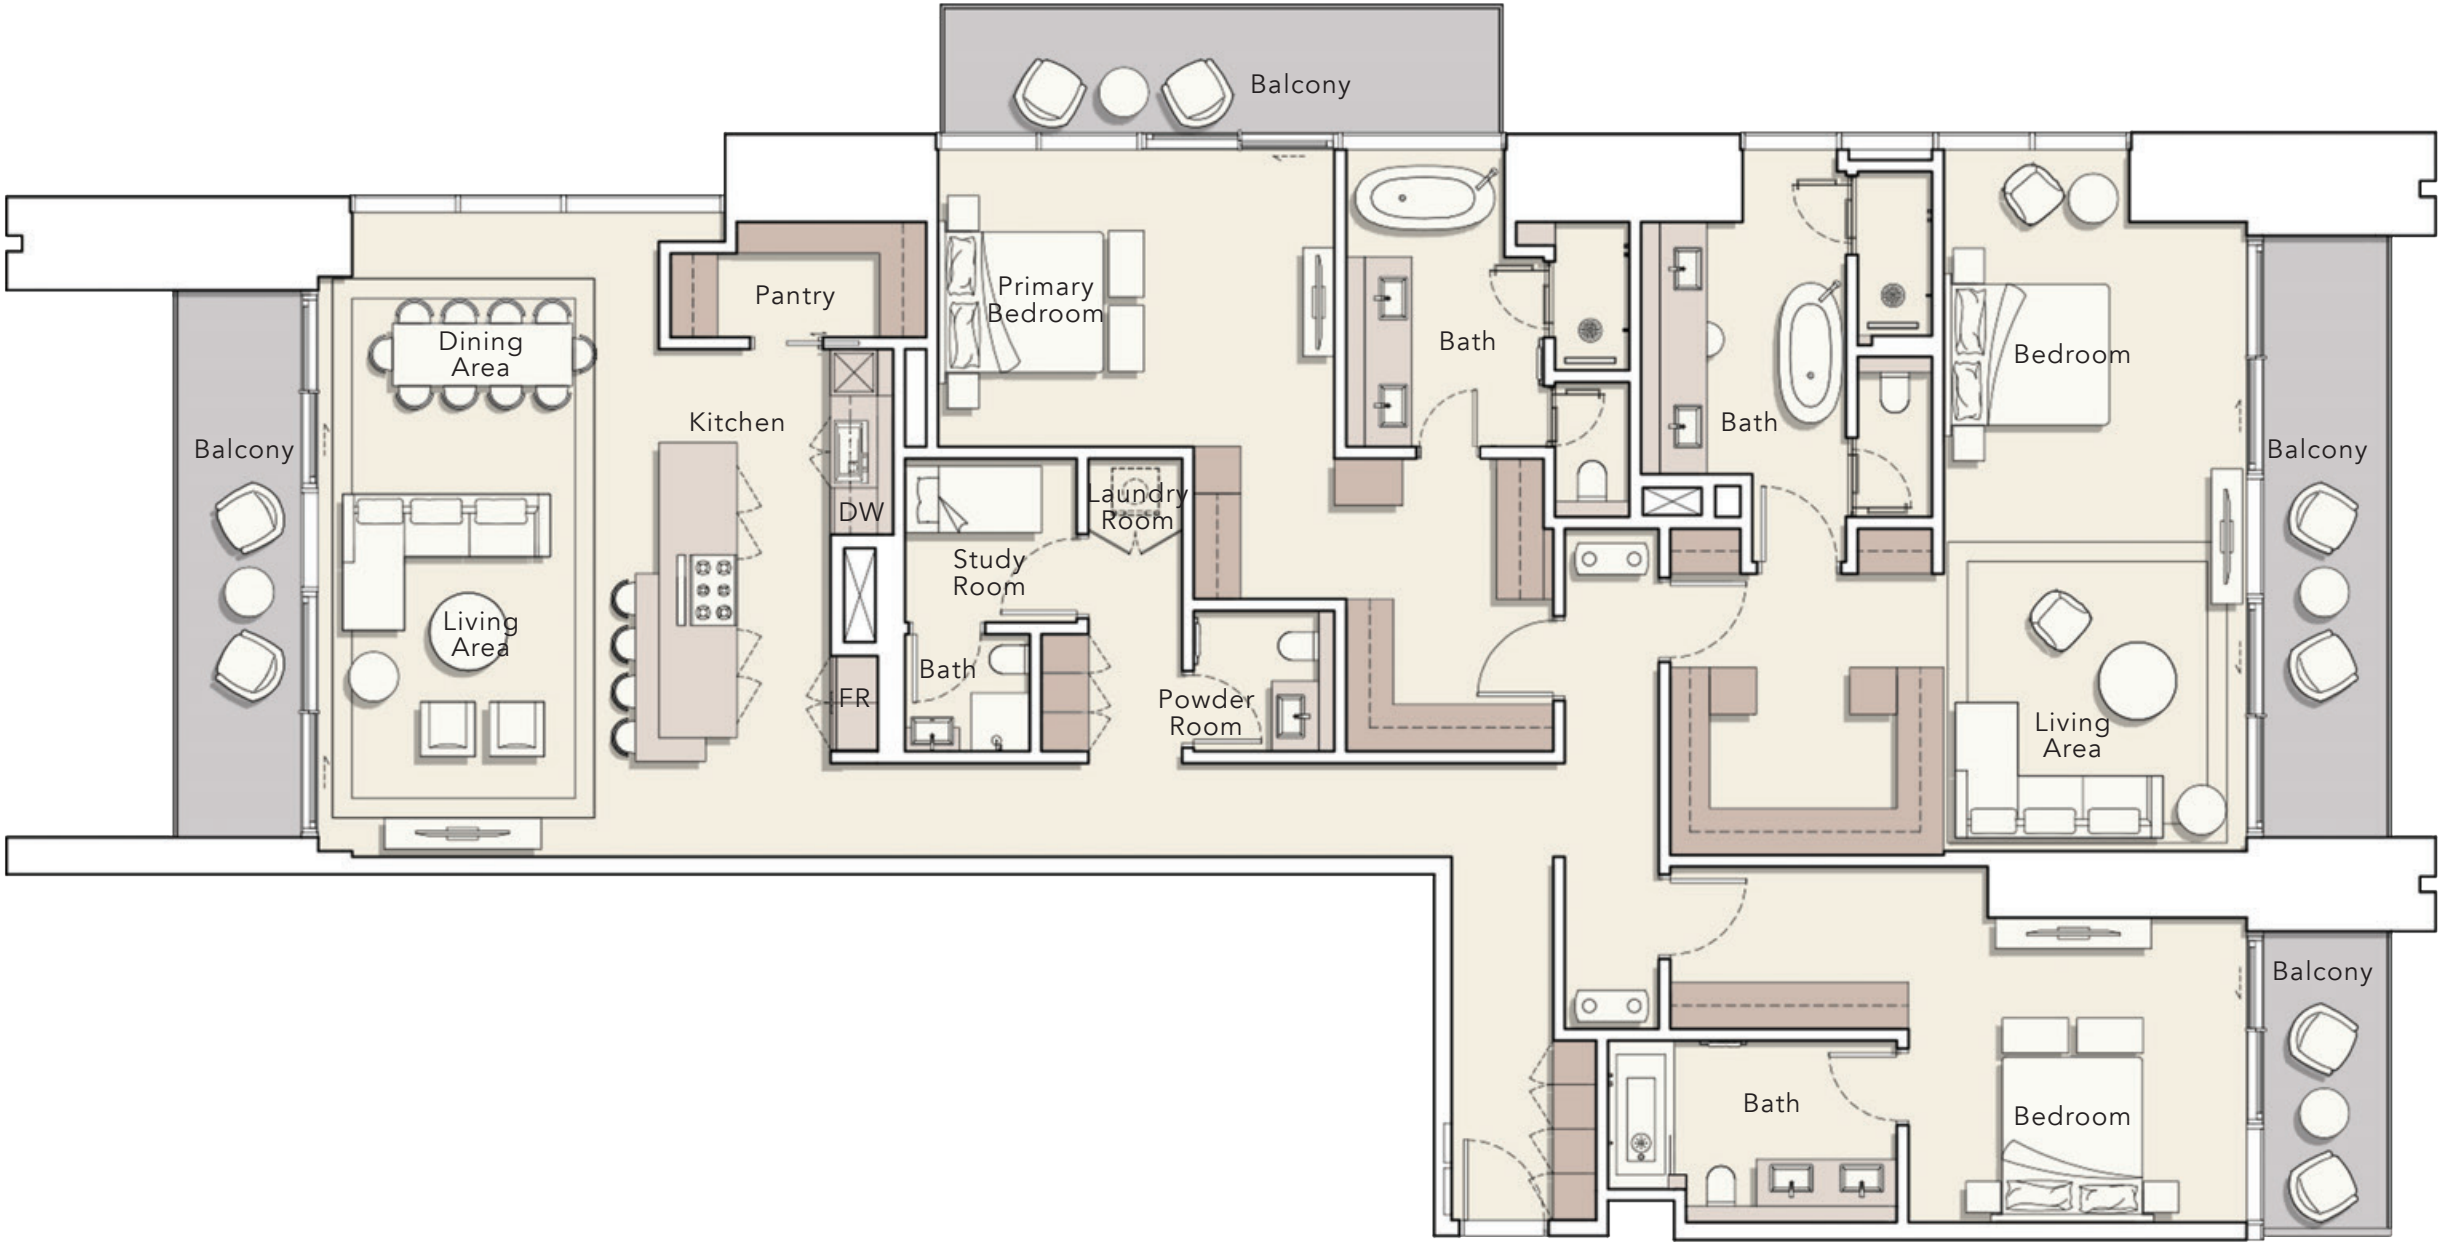 Balcony
Pantry
Primary
Bedroom
Dining
Area
Bath
Bedroom
Kitchen
Bath
Balcony
Balcony
DW
Laundry
Room
Study
Room
Living
Area
Bath
FR
Powder
Room
Living
Area
Balcony
Bath
Bedroom